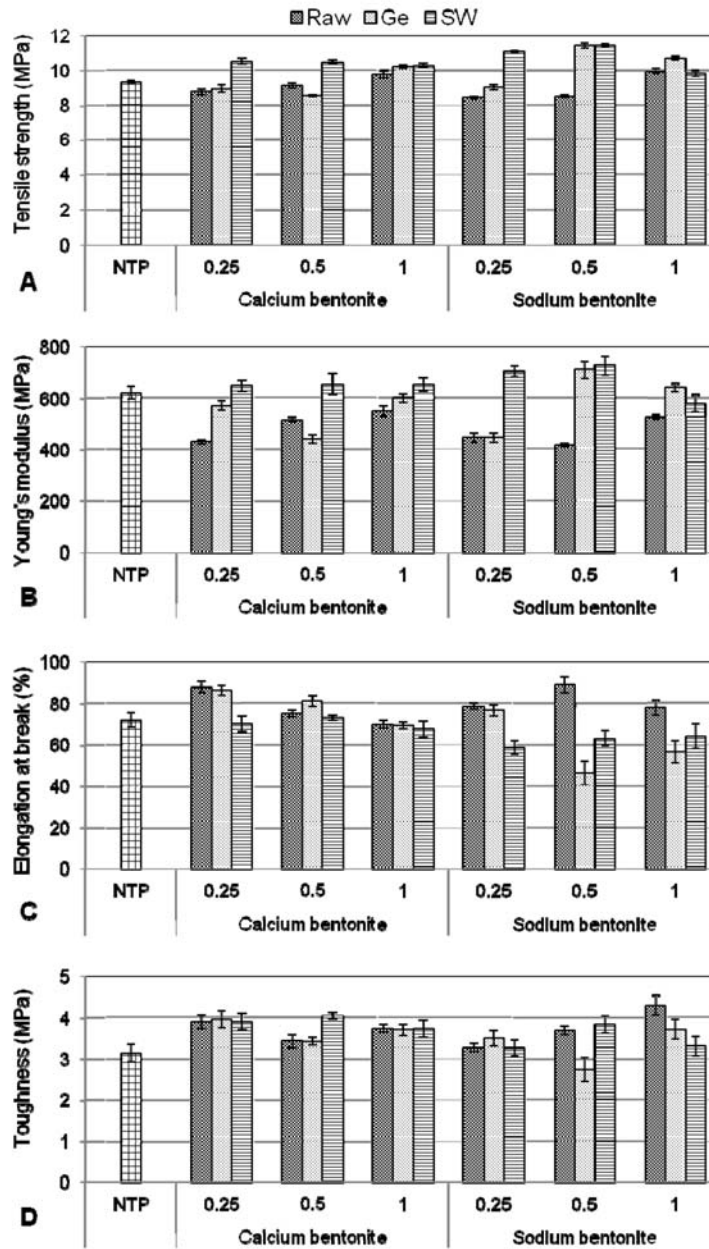 Raw Ge SW
Tensile strength (MPa)
12
10
8
6
4
2
0
NTP 0.25 0.5 1 0.25 0.5 1
A Calcium bentonite Sodium bentonite
Young's modulus (MPa)
800
600
400
200
0
NTP 0.25 0.5 1 0.25 0.5 1
B Calcium bentonite Sodium bentonite
Elongation at break (%)
100
80
60
40
20
0
NTP 0.25 0.5 1 0.25 0.5 1
C Calcium bentonite Sodium bentonite
Toughness (MPa)
5
4
3
2
1
0
NTP 0.25 0.5 1 0.25 0.5 1
D Calcium bentonite Sodium bentonite